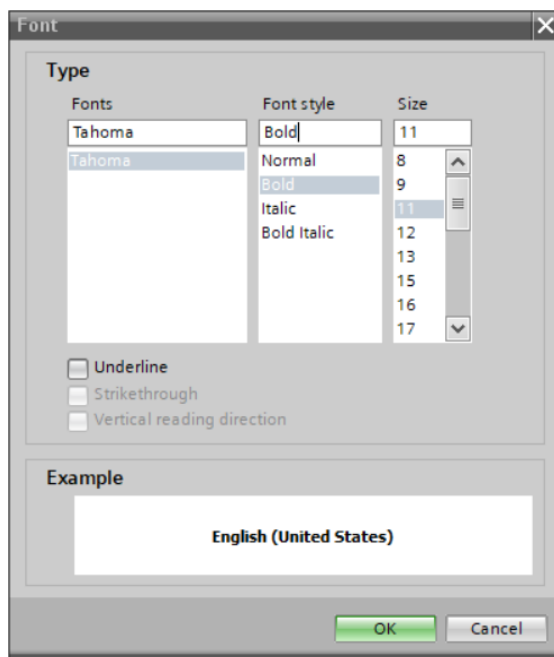 Font
Type
Fonts Font style Size
Tahoma Bold 11
Tahoma Normal 8
Bold 9
Italic 11
Bold Italic 12
13
15
16
17
Underline
Strikethrough
Vertical reading direction
Example
English (United States)
OK Cancel